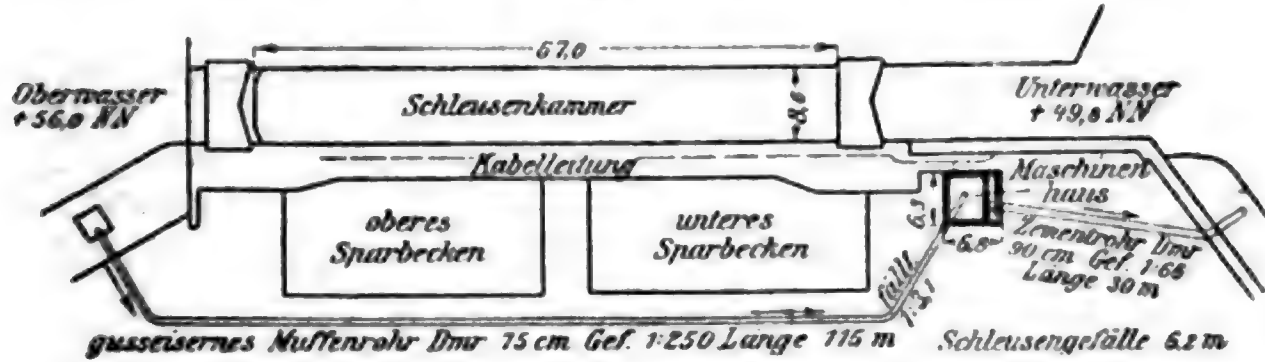 67,0
Oberwasser
+ 56,0 NN
Schleusenkammer
8,6
Unterwasser
+ 49,8 NN
Kabelleitung
Maschinen
haus
oberes
Sparbecken
unteres
Sparbecken
6,3
6,8
Zementrohr Dmr
90 cm Gef. 1:65
Länge 30 m
fälle
1:3,1
gusseisernes Muffenrohr Dmr 75 cm Gef. 1:250 Länge 115 m
Schleusengefälle 6,2 m